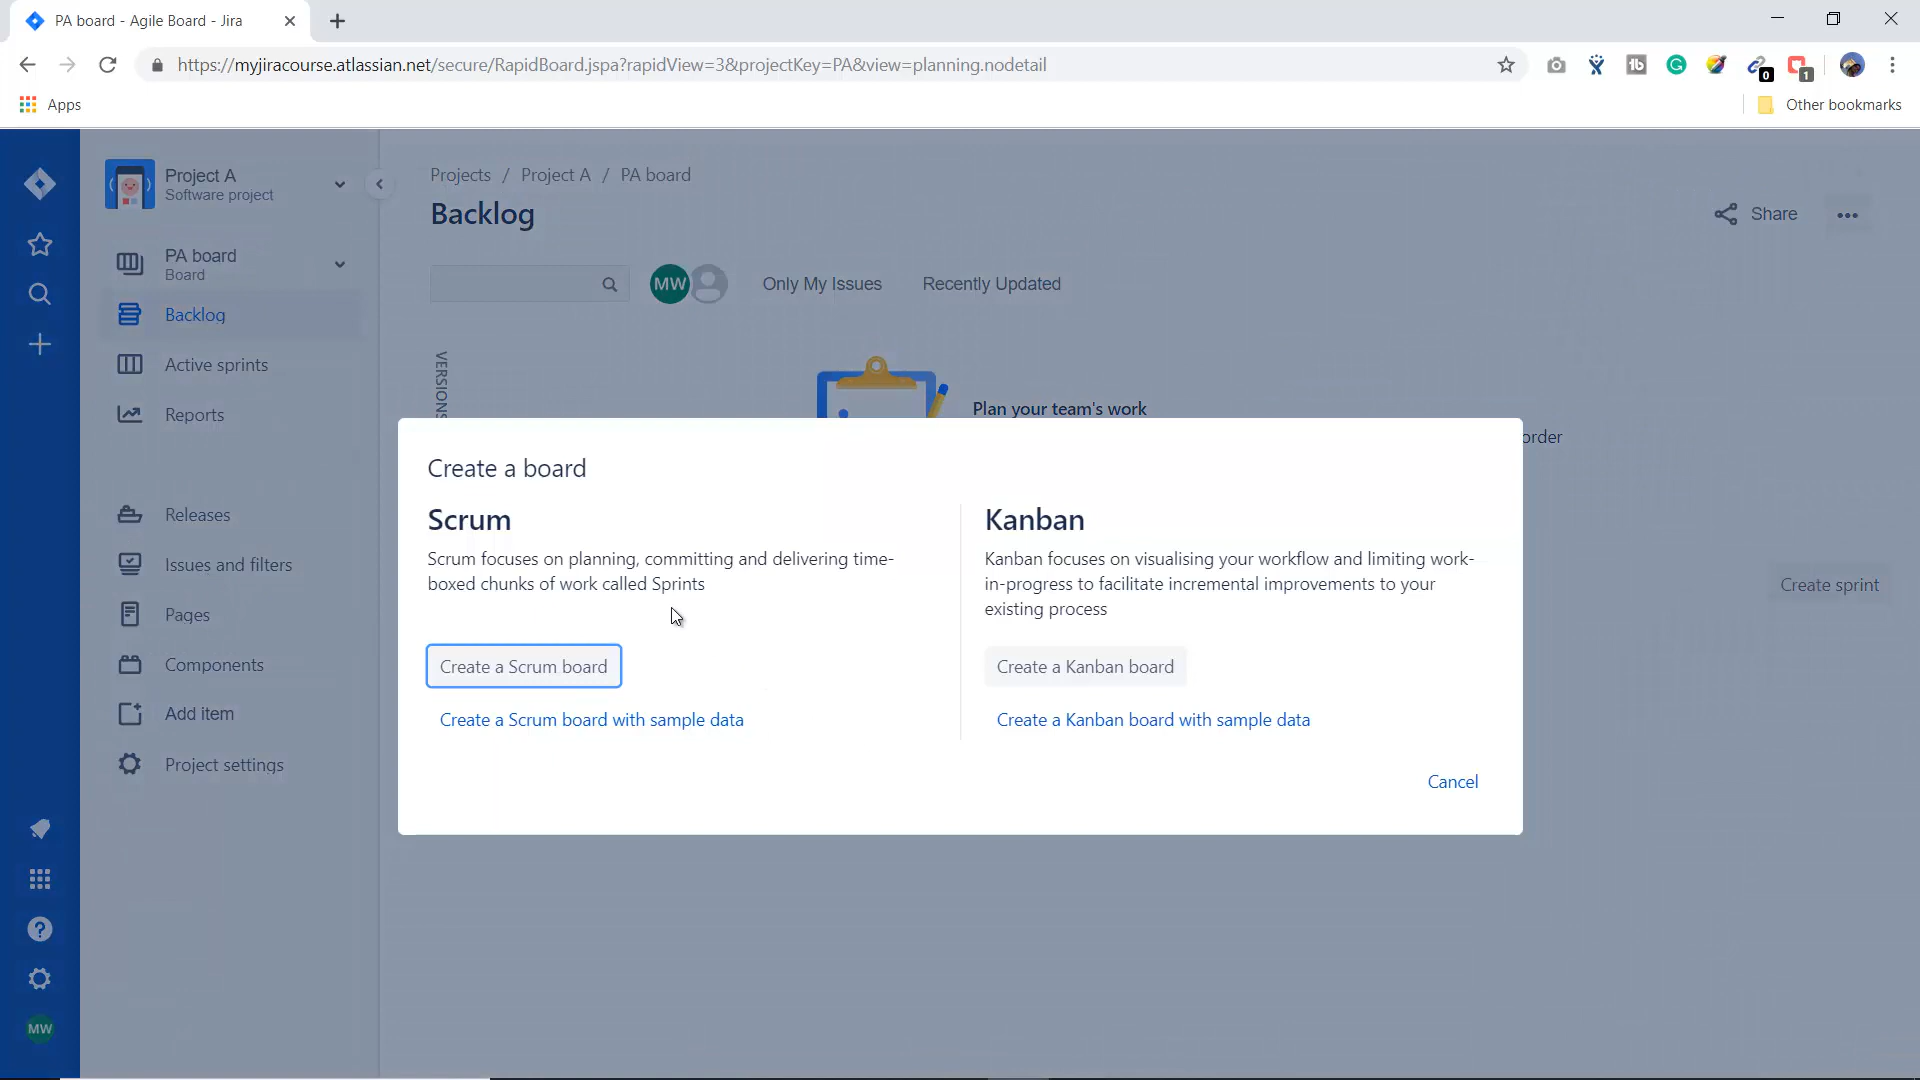 PA board - Agile Board - Jira
https://myjiracourse.atlassian.net/secure/RapidBoard.jspa?rapidView=3&projectKey=PA&view=planning.nodetail
0
1
Apps
Other bookmarks
Project A
Software project
PA board
Board
Backlog
Active sprints
Reports
Releases
Issues and filters
Pages
Components
Add item
Project settings
MW
Projects / Project A / PA board
Backlog
Share
MW
Only My Issues
Recently Updated
VERSIONS
Plan your team's work
order
Create sprint
Create a board
Scrum
Scrum focuses on planning, committing and delivering time-
boxed chunks of work called Sprints
Create a Scrum board
Create a Scrum board with sample data
Kanban
Kanban focuses on visualising your workflow and limiting work-
in-progress to facilitate incremental improvements to your
existing process
Create a Kanban board
Create a Kanban board with sample data
Cancel